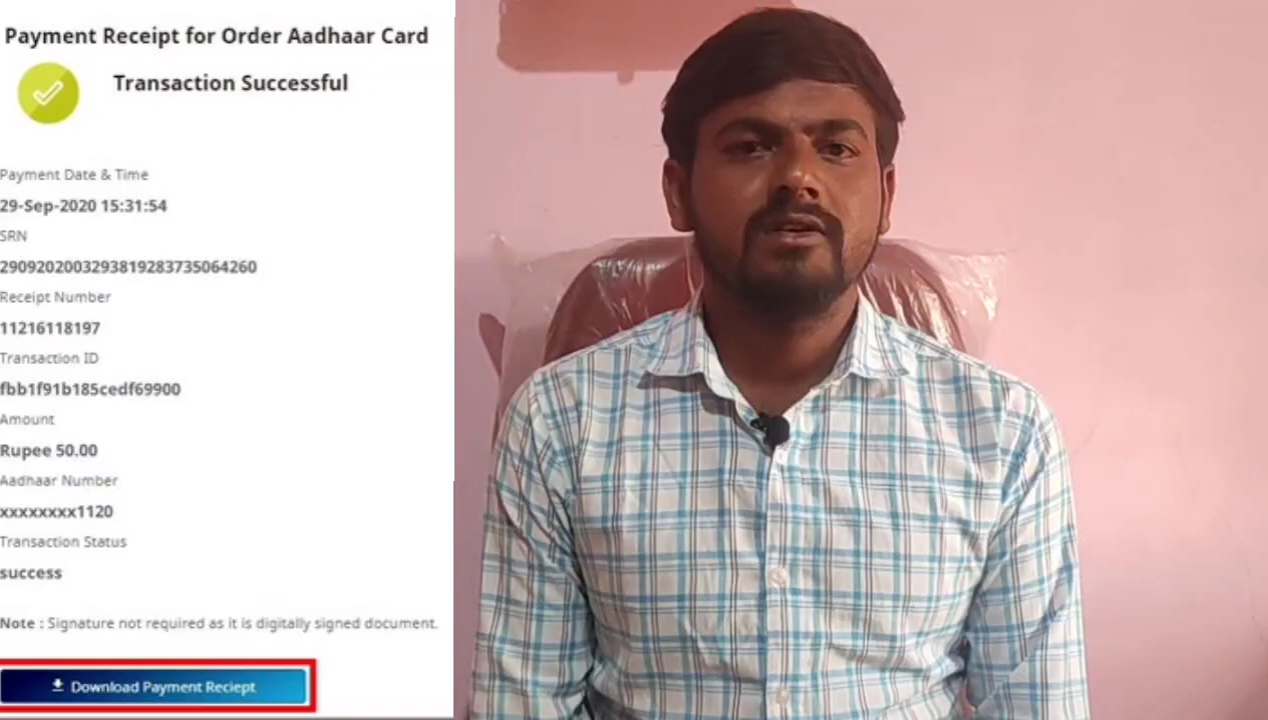 Payment Receipt for Order Aadhaar Card
Transaction Successful
Payment Date & Time
29-Sep-2020 15:31:54
SRN
29092020032938192837350​64260
Receipt Number
11216118197
Transaction ID
fbb1f91b185cedf69900
Amount
Rupee 50.00
Aadhaar Number
xxxxxxxx1120
Transaction Status
success
Note : Signature not required as it is digitally signed document.
Download Payment Reciept